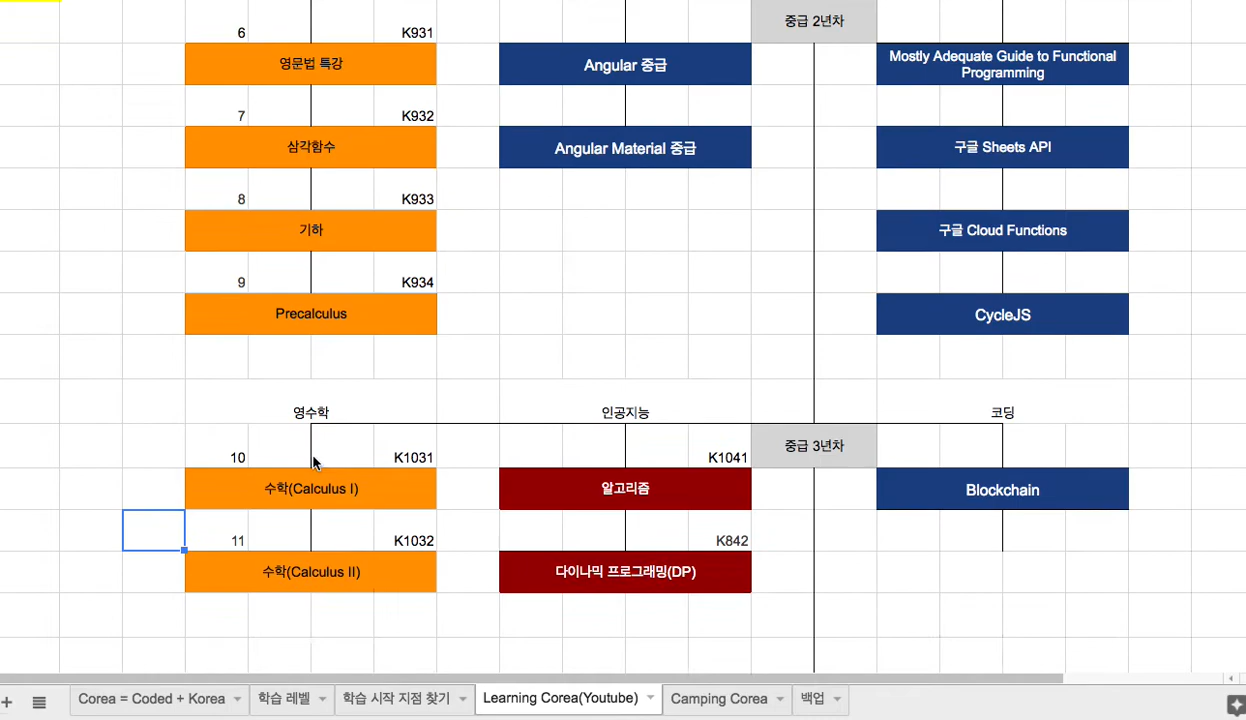 중급 2년차
6 K931
영문법 특강
Angular 중급
Mostly Adequate Guide to Functional
Programming
7 K932
삼각함수
Angular Material 중급
구글 Sheets API
8 K933
기하
구글 Cloud Functions
9 K934
Precalculus
CycleJS
영수학
인공지능
코딩
중급 3년차
10 K1031
K1041
수학(Calculus I)
알고리즘
Blockchain
11 K1032
K842
수학(Calculus II)
다이나믹 프로그래밍(DP)
Corea = Coded + Korea
학습 레벨
학습 시작 지점 찾기
Learning Corea(Youtube)
Camping Corea
백업